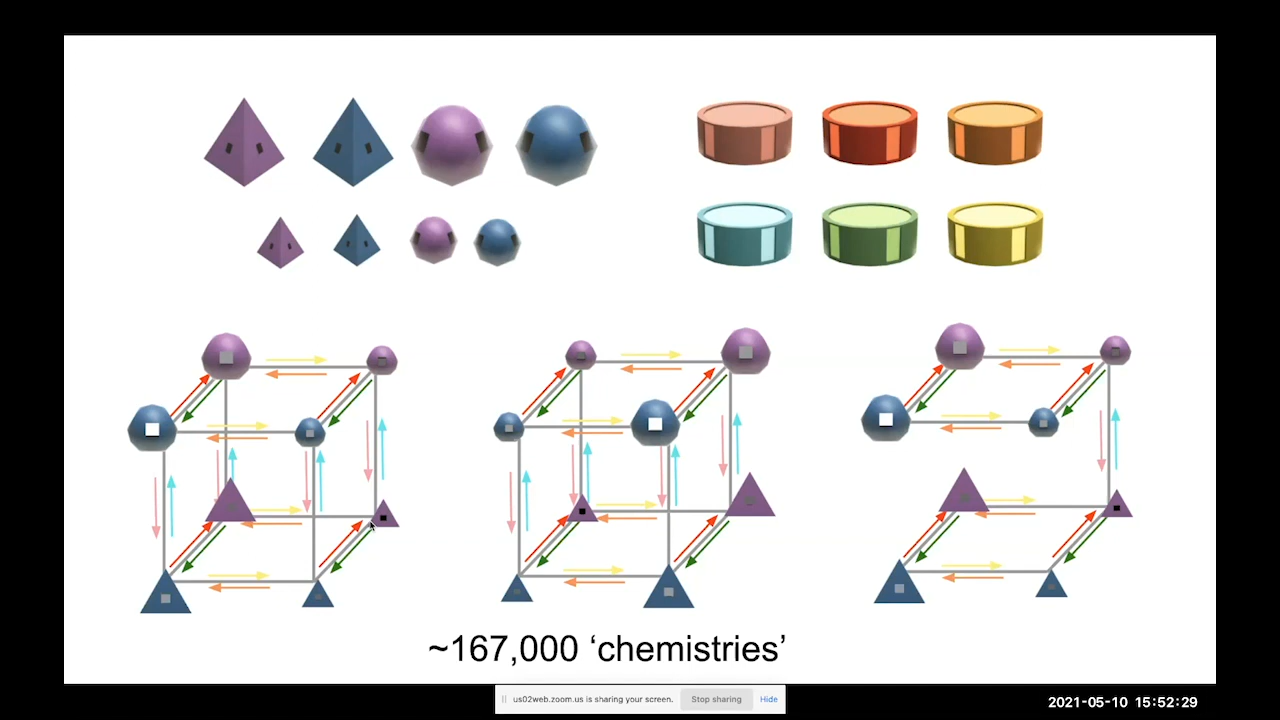 ~167,000 ‘chemistries’
us02web.zoom.us is sharing your screen. Stop sharing Hide
2021-05-10 15:52:29